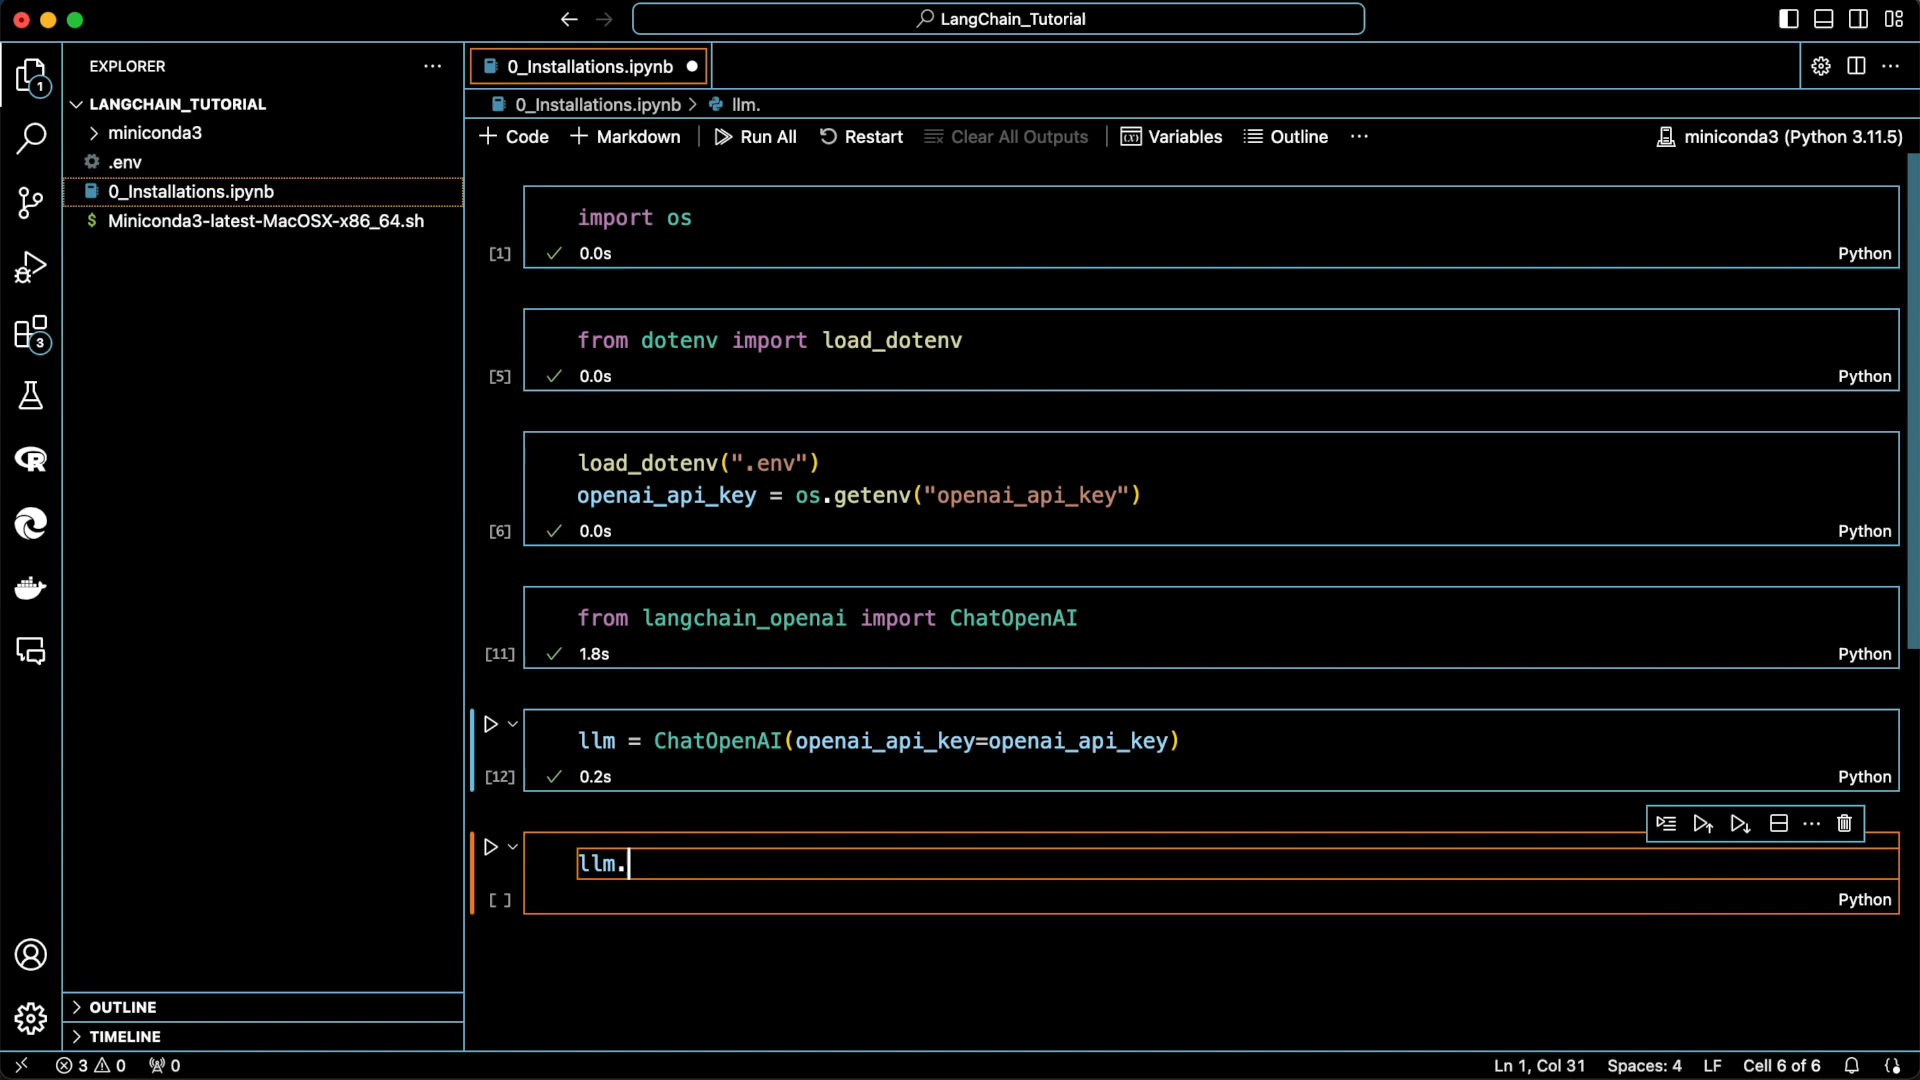 LangChain_Tutorial
EXPLORER
LANGCHAIN_TUTORIAL
miniconda3
.env
0_Installations.ipynb
$ Miniconda3-latest-MacOSX-x86_64.sh
OUTLINE
TIMELINE
1
3
0_Installations.ipynb
0_Installations.ipynb > llm.
+ Code + Markdown Run All Restart Clear All Outputs Variables Outline ... miniconda3 (Python 3.11.5)
import os
[1] 0.0s Python
from dotenv import load_dotenv
[5] 0.0s Python
load_dotenv(".env")
openai_api_key = os.getenv("openai_api_key")
[6] 0.0s Python
from langchain_openai import ChatOpenAI
[11] 1.8s Python
llm = ChatOpenAI(openai_api_key=openai_api_key)
[12] 0.2s Python
llm.
[ ] Python
3 0 0 Ln 1, Col 31 Spaces: 4 LF Cell 6 of 6